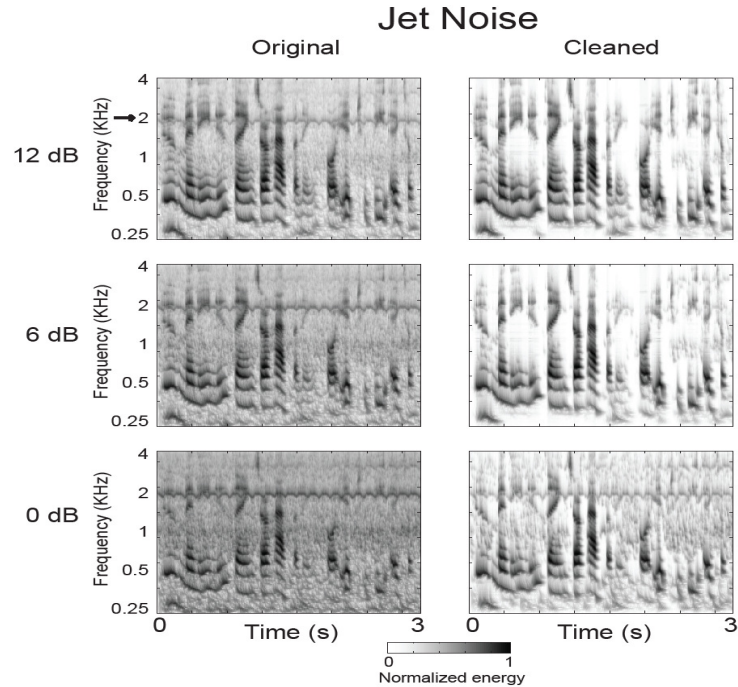 Jet Noise
Original Cleaned
12 dB
Frequency (KHz)
4
2
1
0.5
0.25
6 dB
Frequency (KHz)
4
2
1
0.5
0.25
0 dB
Frequency (KHz)
4
2
1
0.5
0.25
0 3 0 3
Time (s) Time (s)
0 1
Normalized energy